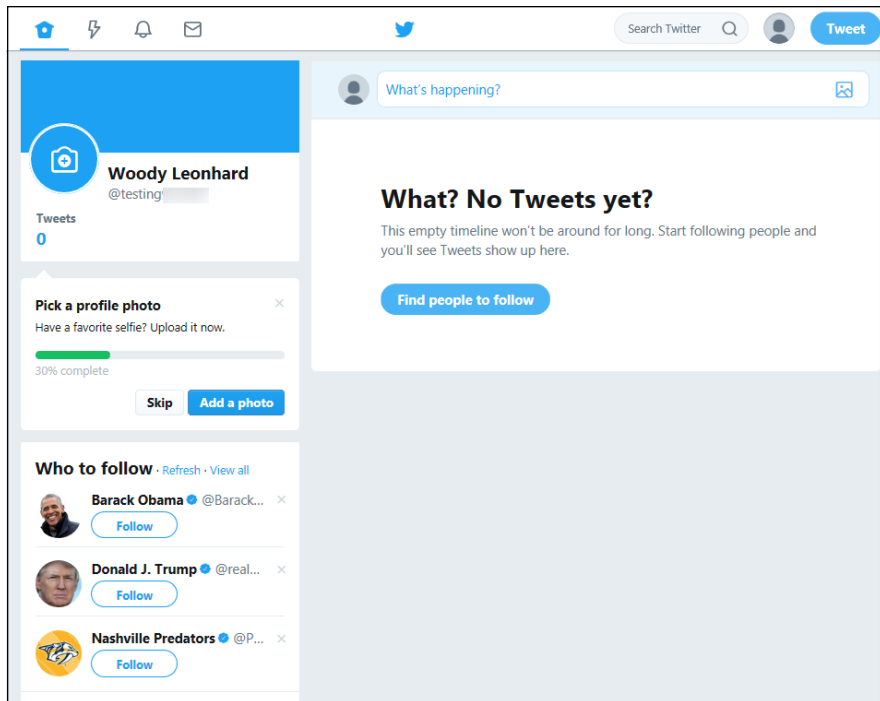 Search Twitter
Tweet
What's happening?
Woody Leonhard
@testing
Tweets
0
What? No Tweets yet?
This empty timeline won't be around for long. Start following people and
you'll see Tweets show up here.
Find people to follow
Pick a profile photo
Have a favorite selfie? Upload it now.
30% complete
Skip
Add a photo
Who to follow · Refresh · View all
Barack Obama @Barack...
Follow
Donald J. Trump @real...
Follow
Nashville Predators @P...
Follow